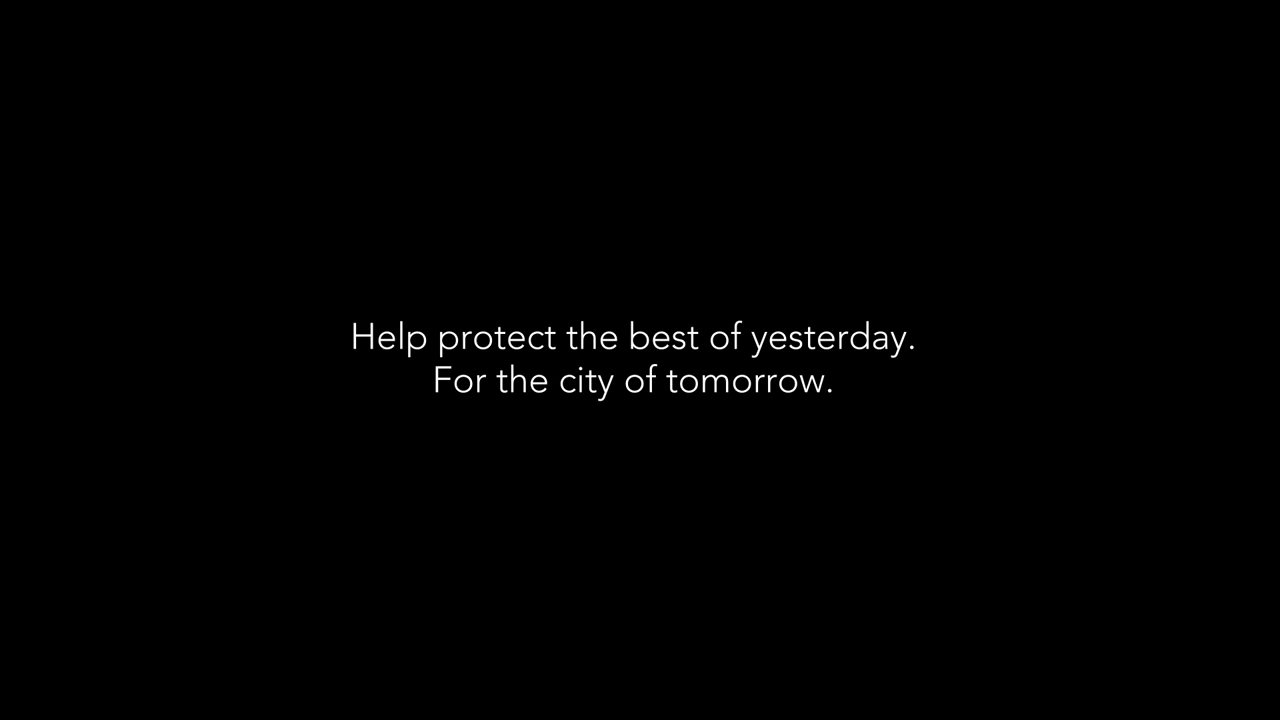 Help protect the best of yesterday.
For the city of tomorrow.